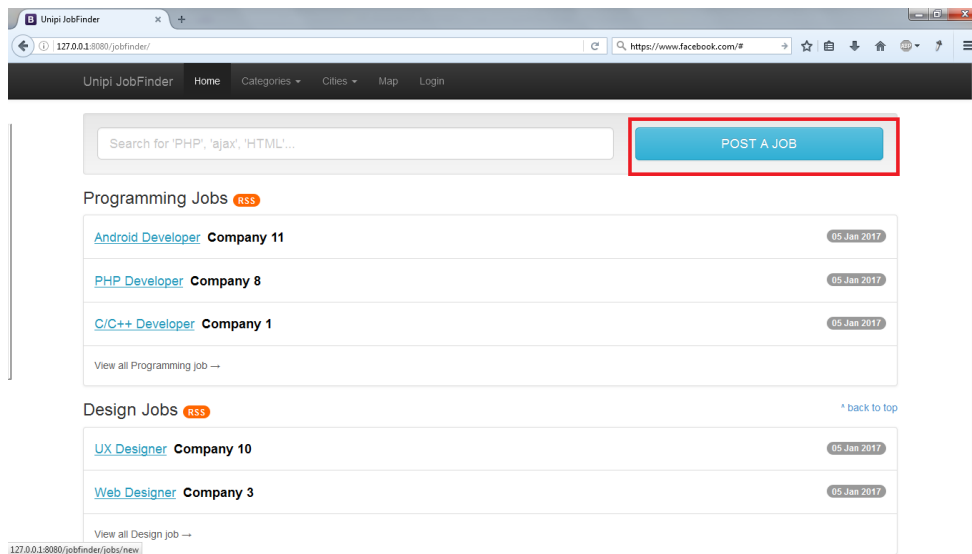 Unipi JobFinder
127.0.0.1:8080/jobfinder/
https://www.facebook.com/#
ABP
Unipi JobFinder Home Categories Cities Map Login
Search for 'PHP', 'ajax', 'HTML'...
POST A JOB
Programming Jobs RSS
Android Developer Company 11 05 Jan 2017
PHP Developer Company 8 05 Jan 2017
C/C++ Developer Company 1 05 Jan 2017
View all Programming job →
Design Jobs RSS
^ back to top
UX Designer Company 10 05 Jan 2017
Web Designer Company 3 05 Jan 2017
View all Design job →
127.0.0.1:8080/jobfinder/jobs/new